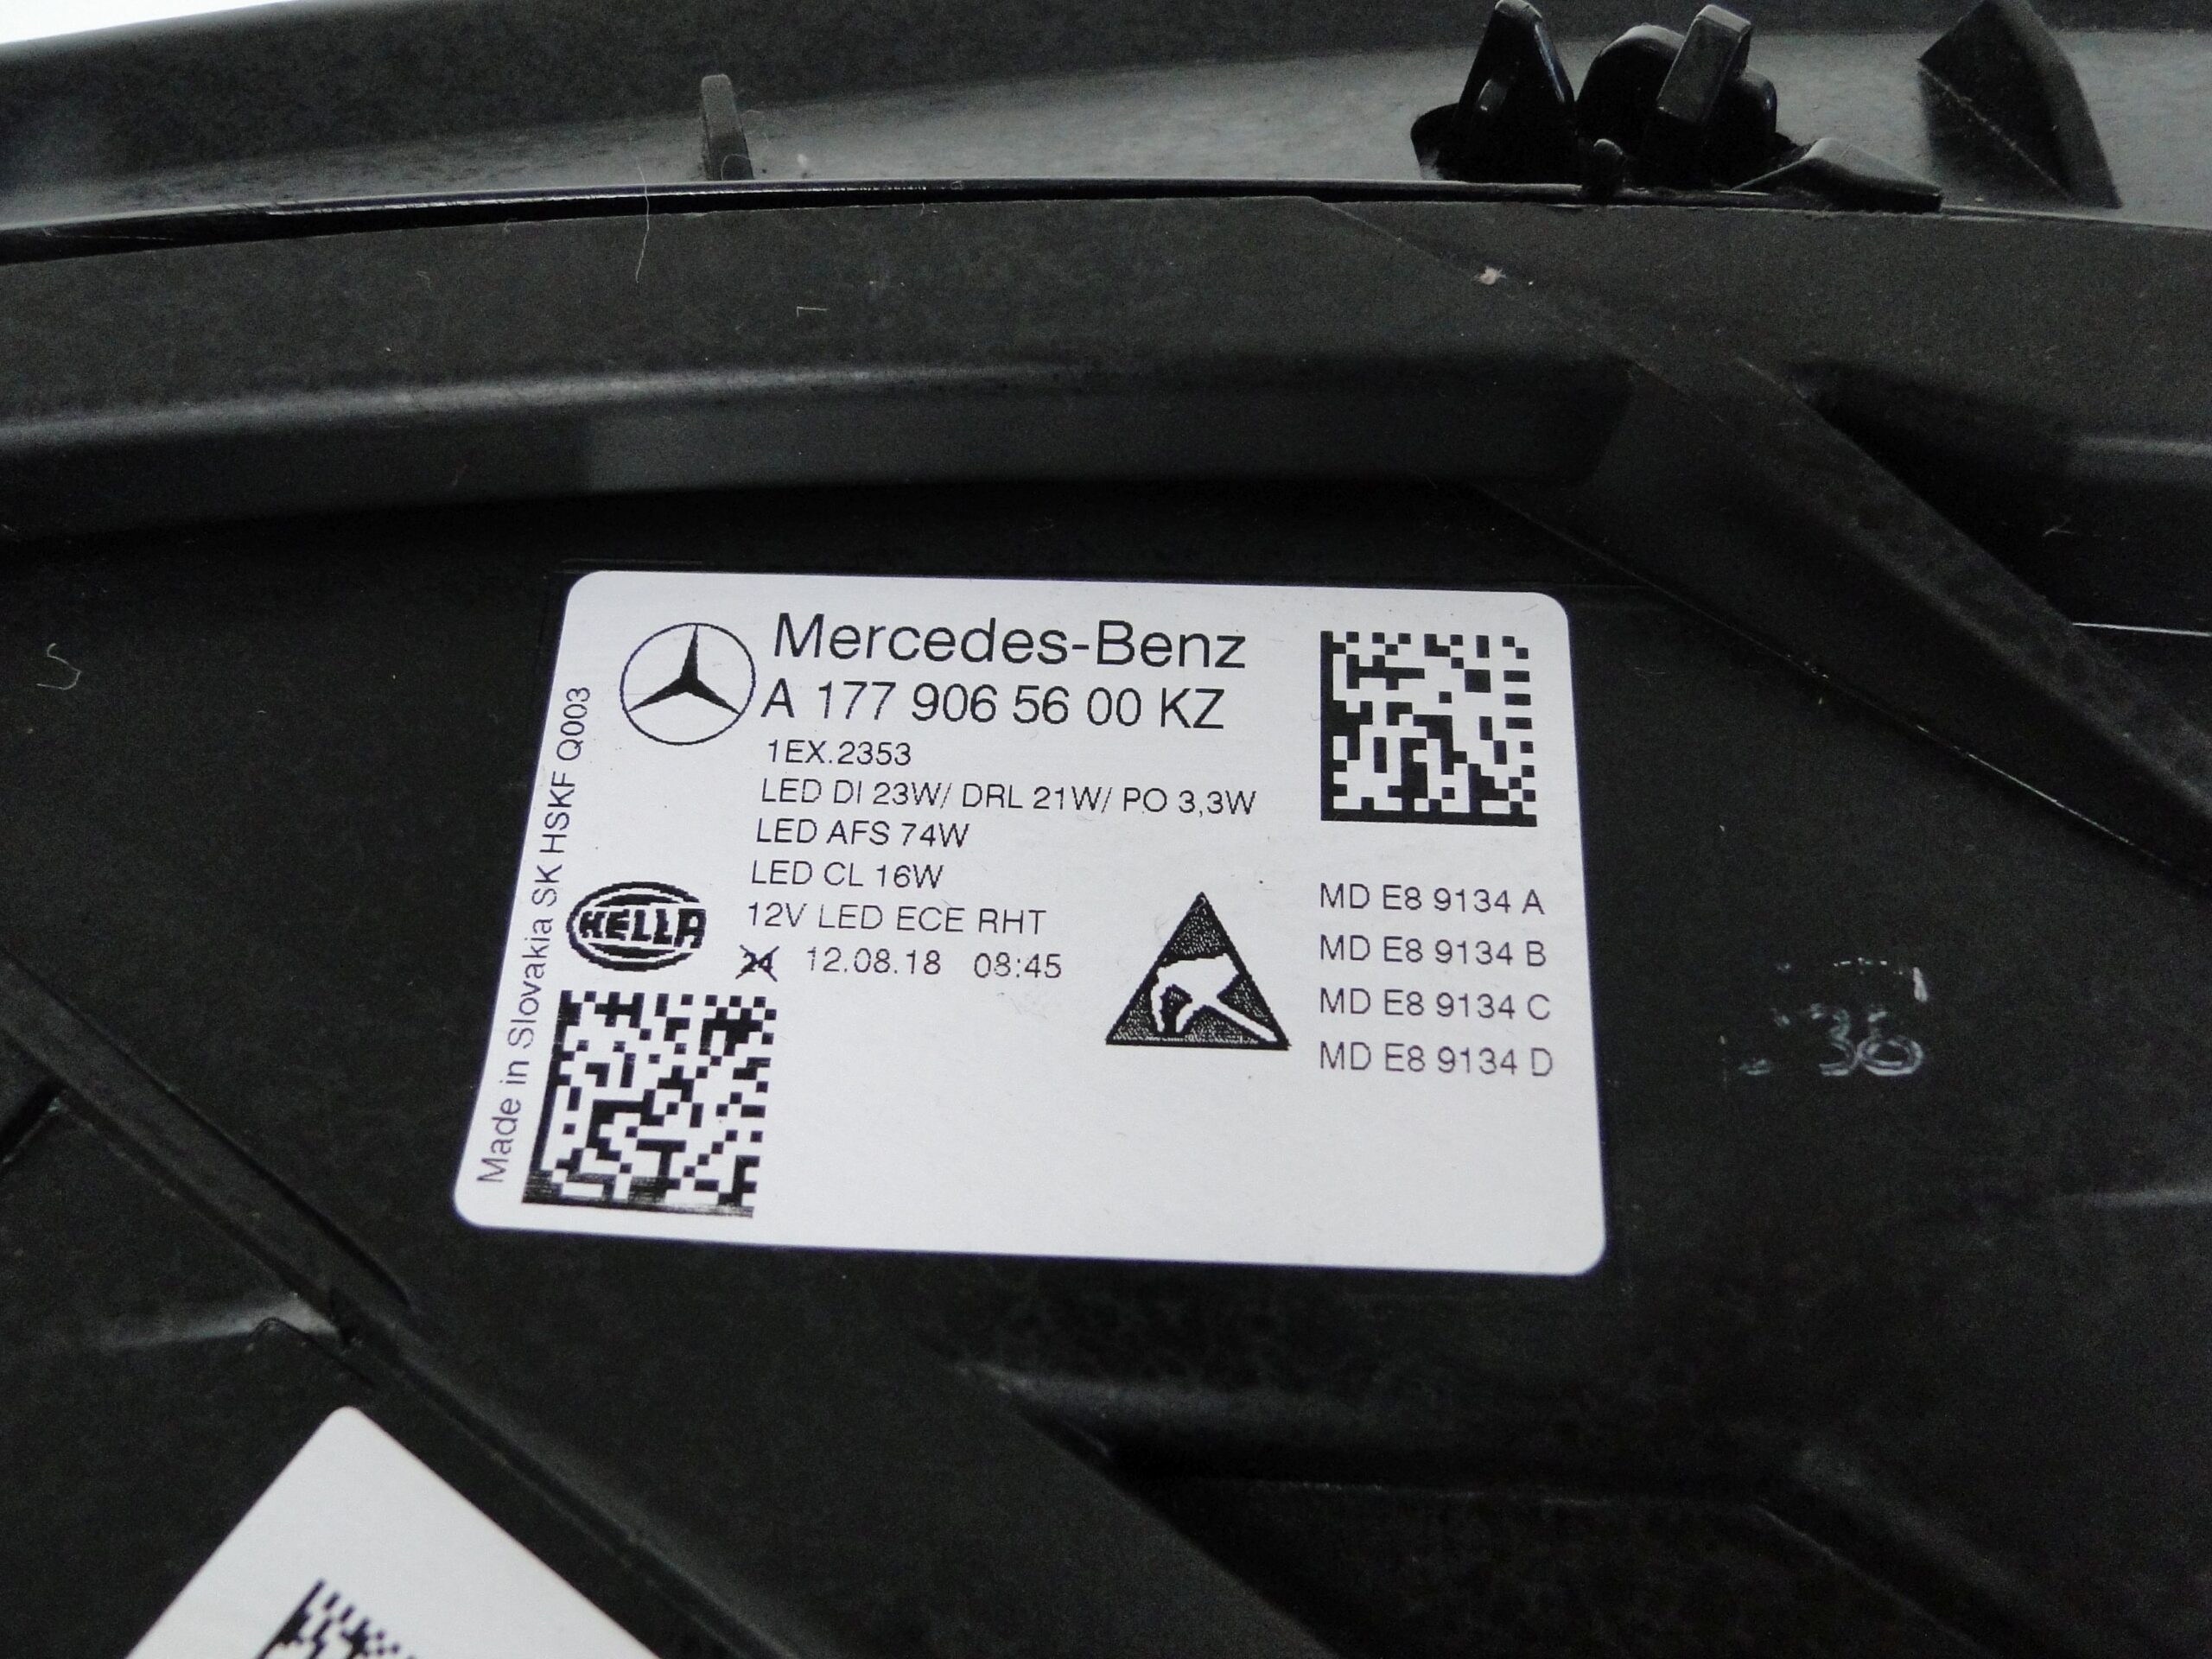 Mercedes-Benz
A 177 906 56 00 KZ
1EX.2353
LED DI 23W/ DRL 21W/ PO 3,3W
LED AFS 74W
LED CL 16W
12V LED ECE RHT
24 12.08.18 08:45
HELLA
Made in Slovakia SK HSKF Q003
MD E8 9134 A
MD E8 9134 B
MD E8 9134 C
MD E8 9134 D
36